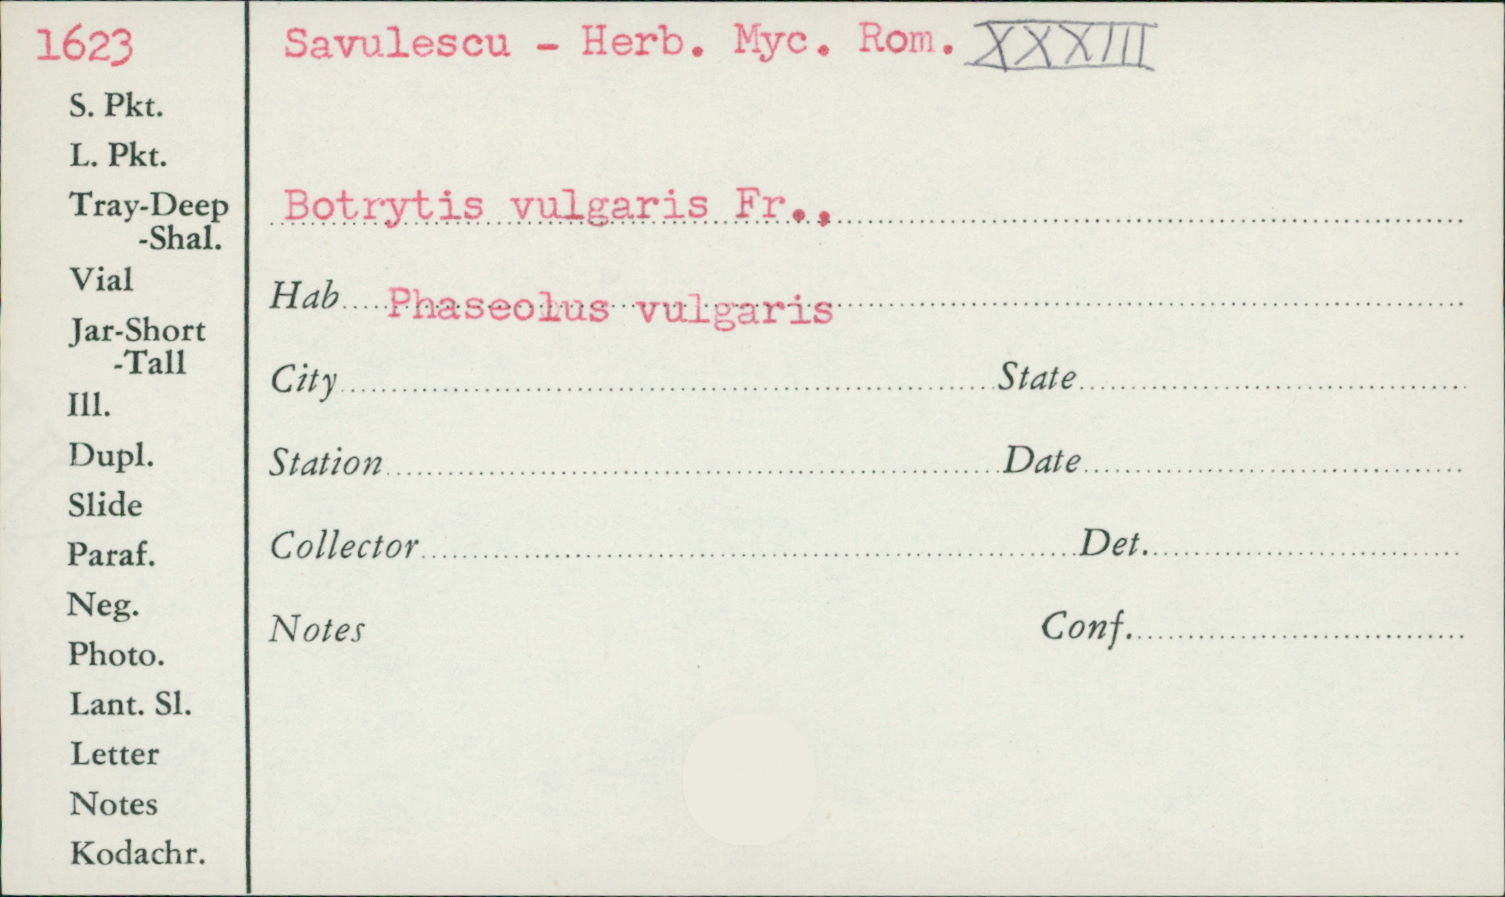 1623
Savulescu - Herb. Myc. Rom. XXXIII
S. Pkt.
L. Pkt.
Tray-Deep
-Shal.
Vial
Jar-Short
-Tall
Ill.
Dupl.
Slide
Paraf.
Neg.
Photo.
Lant. Sl.
Letter
Notes
Kodachr.
Botrytis vulgaris Fr.,
Hab. Phaseolus vulgaris
City State
Station Date
Collector Det.
Notes Conf.